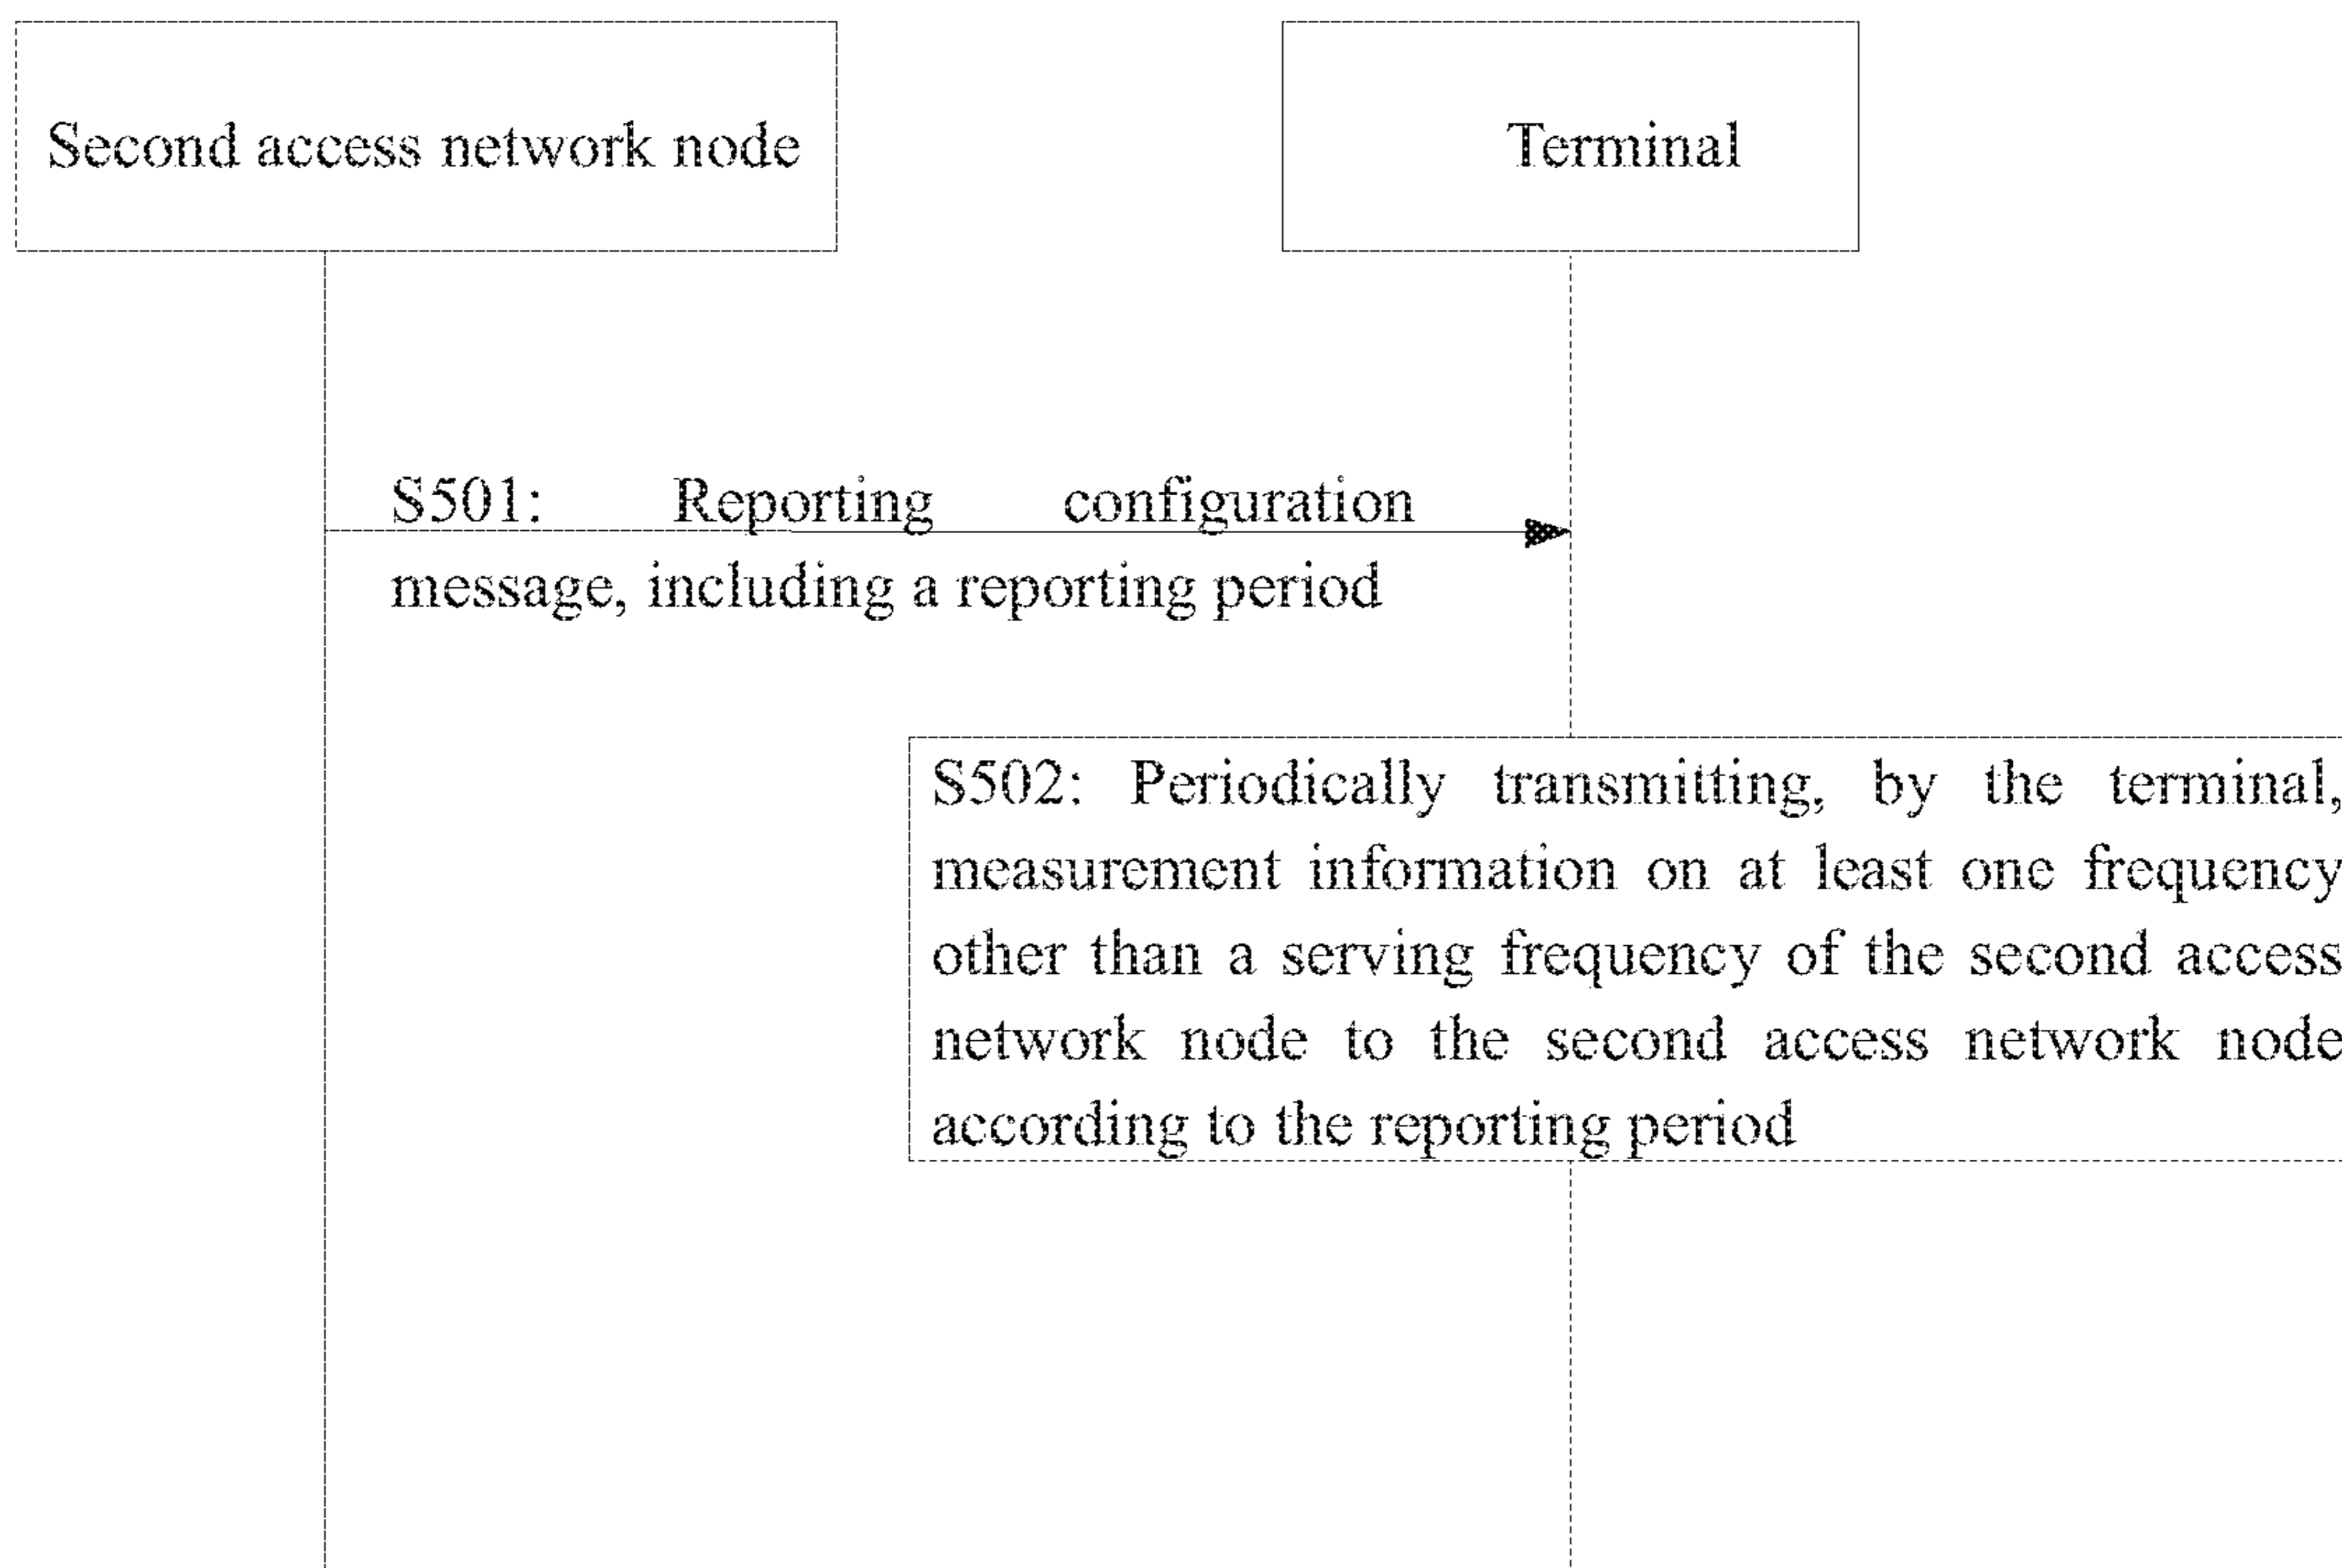 Second access network node
Terminal
S501: Reporting configuration
message, including a reporting period
S502: Periodically transmitting, by the terminal,
measurement information on at least one frequency
other than a serving frequency of the second access
network node to the second access network node
according to the reporting period